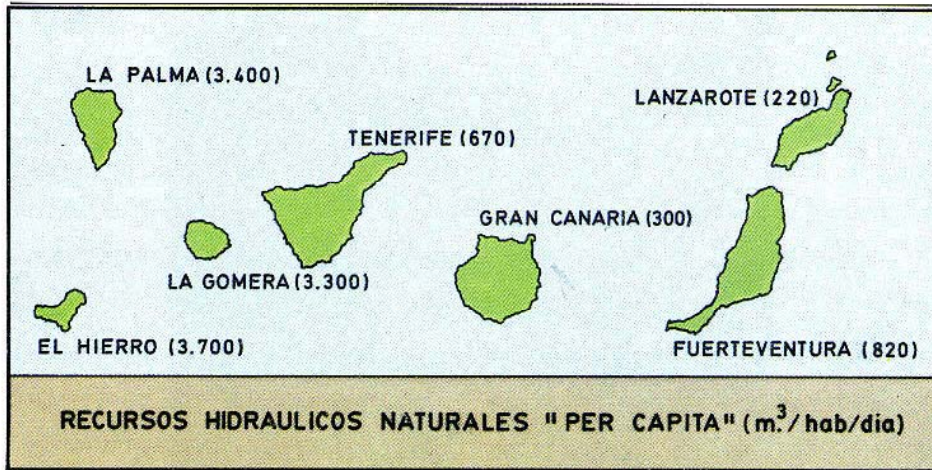 LA PALMA (3.400)
LANZAROTE (220)
TENERIFE (670)
GRAN CANARIA (300)
LA GOMERA (3.300)
EL HIERRO (3.700)
FUERTEVENTURA (820)
RECURSOS HIDRAULICOS NATURALES "PER CAPITA" (m.³/hab/dia)